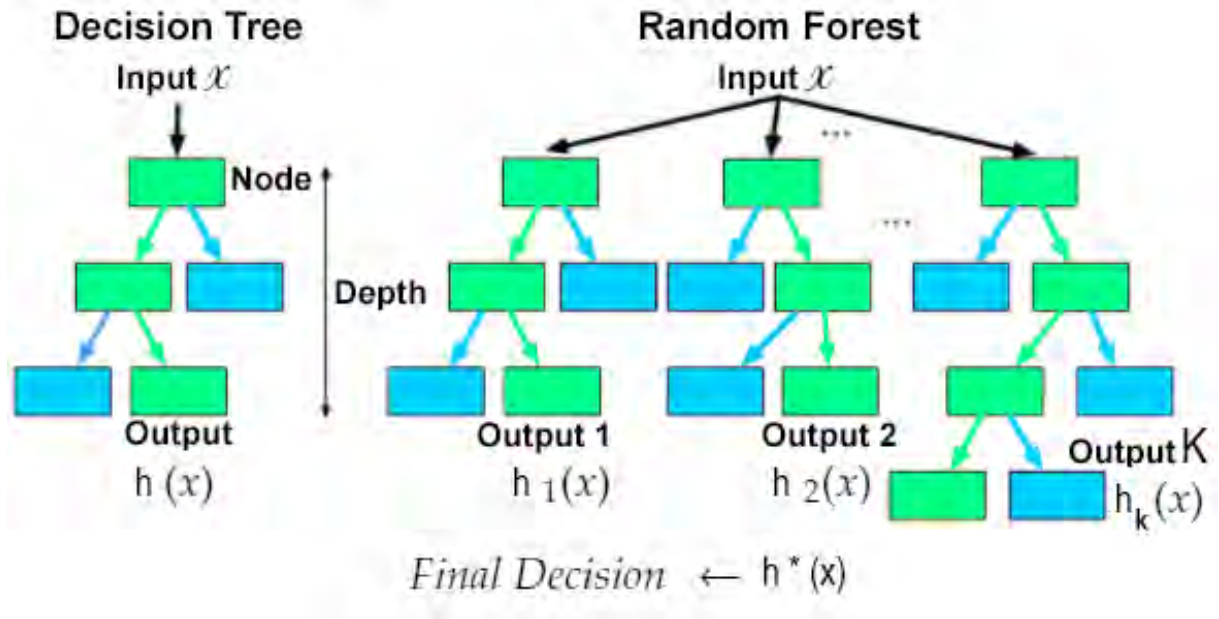 Decision Tree
Input x
Node
Depth
Output
h (x)
Random Forest
Input x
...
...
Output 1
h 1(x)
Output 2
h 2(x)
Output K
hk(x)
Final Decision ← h * (x)